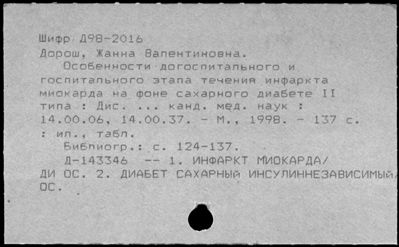 Шифр Д98-2016
Дорош, Жанна Валентиновна.
Особенности догоспитального и
госпитального этапа течения инфаркта
миокарда на фоне сахарного диабете II
типа : Дис. ... канд. мед. наук :
14.00.06, 14.00.37. - М., 1998. - 137 с.
: ил., табл.
Библиогр.: с. 124-137.
Д-143346 -- 1. ИНФАРКТ МИОКАРДА/
ДИ ОС. 2. ДИАБЕТ САХАРНЫЙ ИНСУЛИННЕЗАВИСИМЫЙ/
ОС.